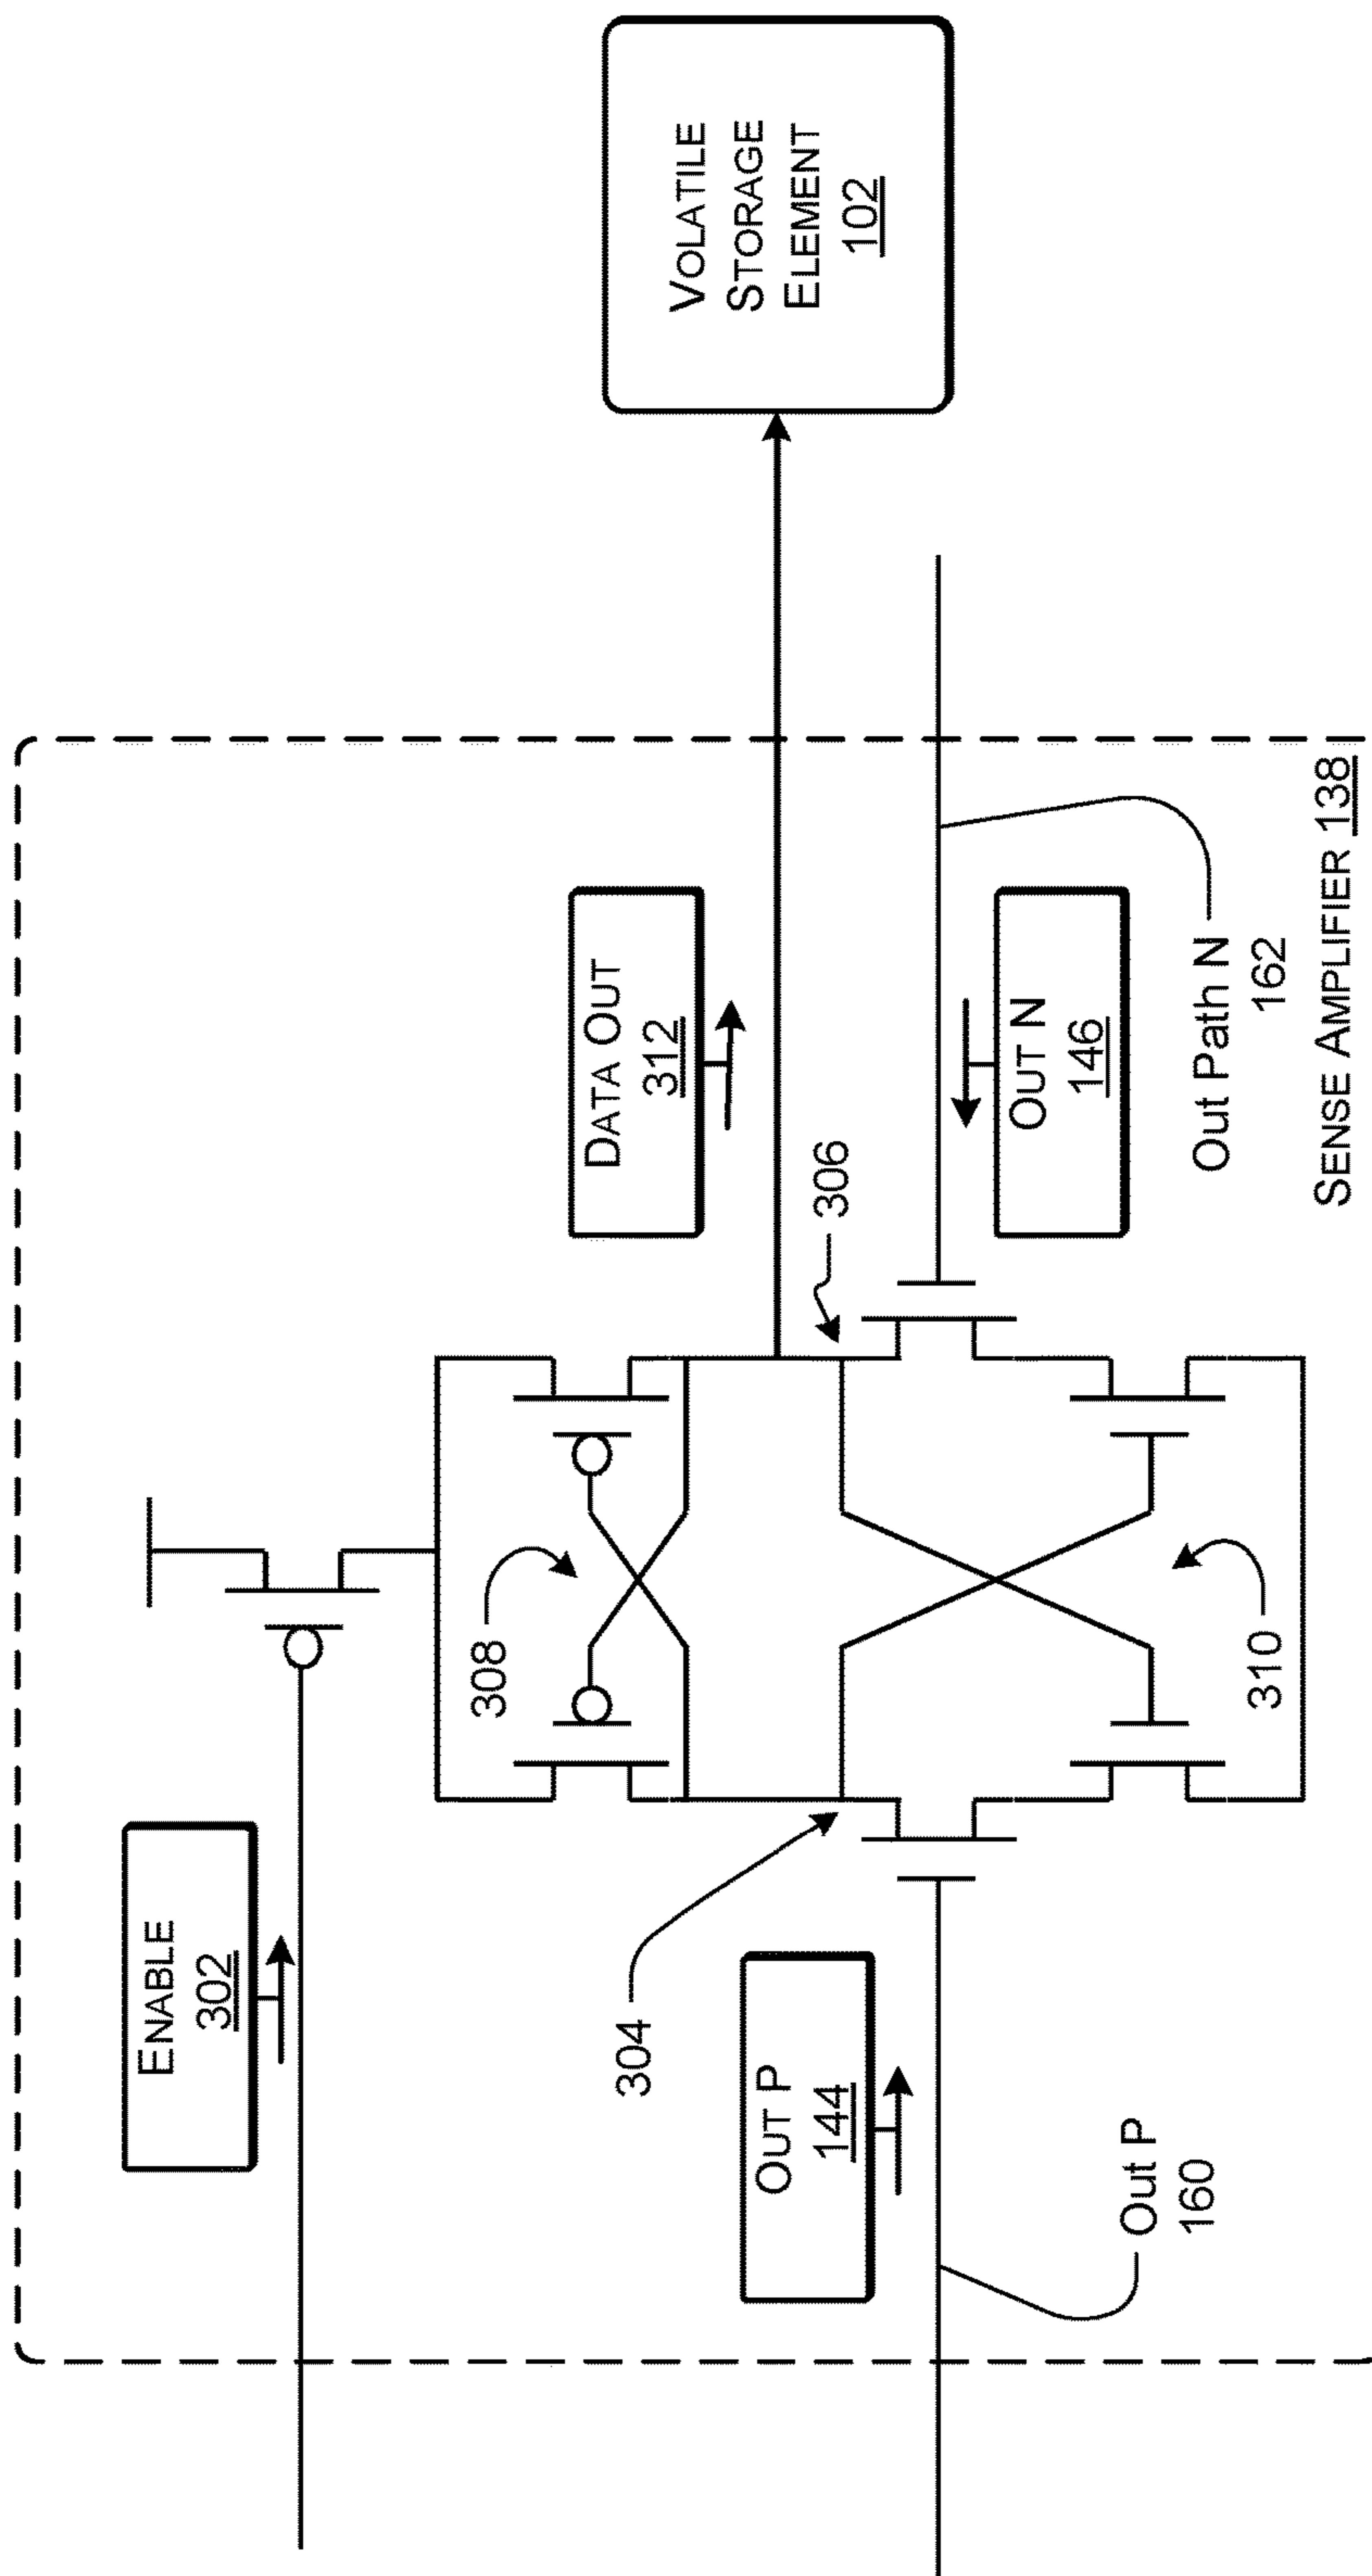 ENABLE
302
308
304
OUT P
144
Out P
160
310
DATA OUT
312
306
OUT N
146
Out Path N
162
SENSE AMPLIFIER 138
VOLATILE
STORAGE
ELEMENT
102